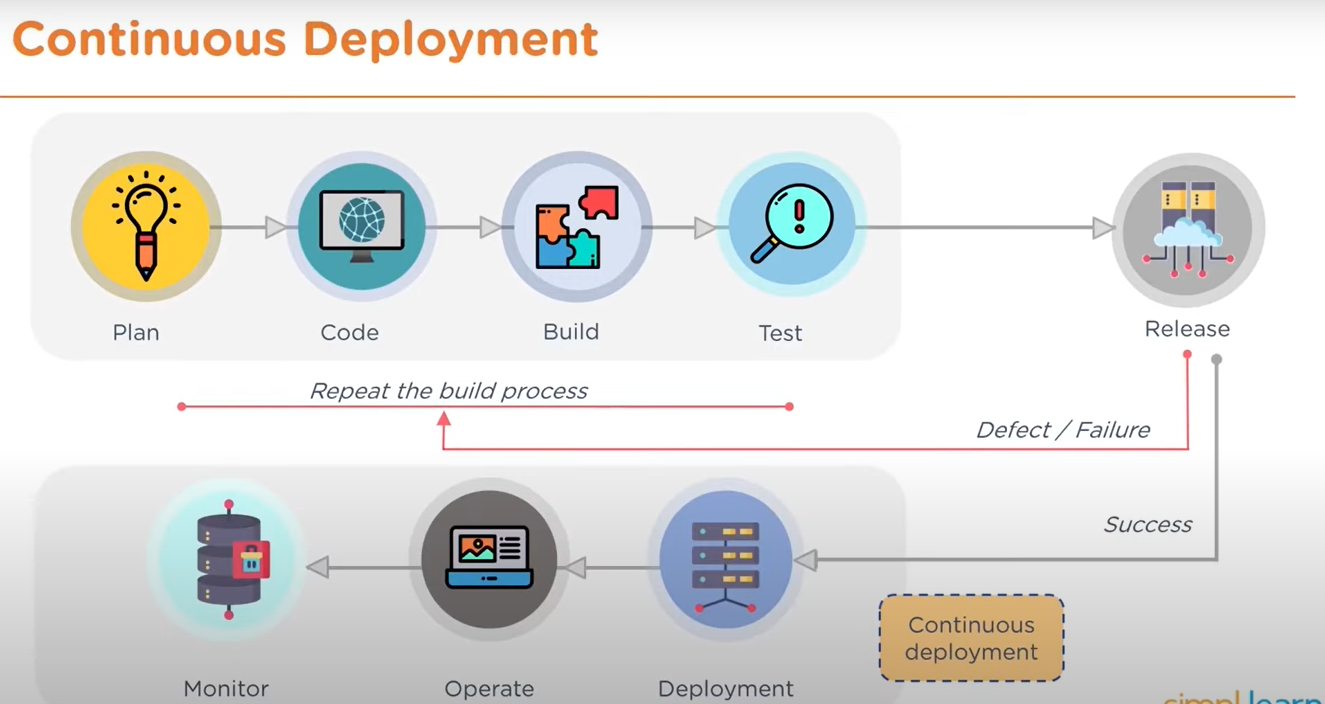 Continuous Deployment
Plan
Code
Build
Test
Release
Repeat the build process
Defect / Failure
Success
Continuous
deployment
Monitor
Operate
Deployment
simplilearn